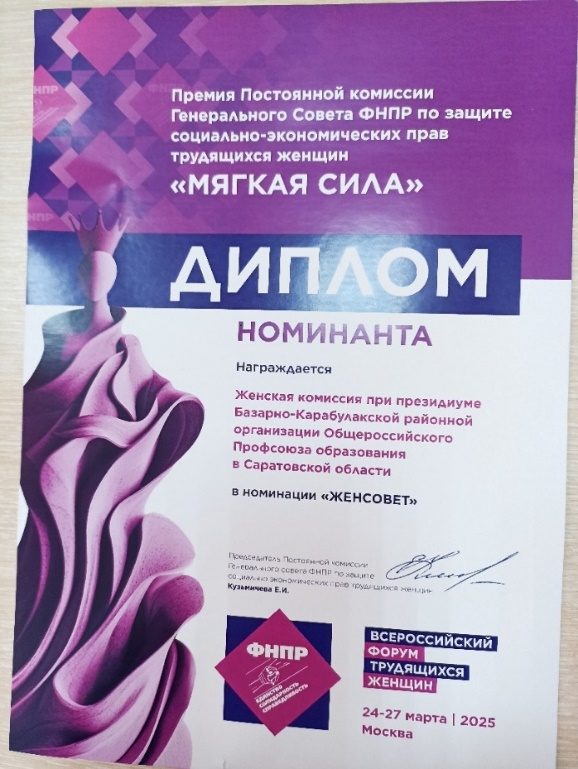 Премия Постоянной комиссии
Генерального Совета ФНПР по защите
социально-экономических прав
трудящихся женщин
«МЯГКАЯ СИЛА»
ДИПЛОМ
НОМИНАНТА
Награждается
Женская комиссия при президиуме
Базарно-Карабулакской районной
организации Общероссийского
Профсоюза образования
в Саратовской области
в номинации «ЖЕНСОВЕТ»
Председатель Постоянной комиссии
Генерального совета ФНПР по защите
социально экономических прав трудящихся женщин
Кузьмичева Е.И.
ФНПР
ЕДИНСТВО
СОЛИДАРНОСТЬ
СПРАВЕДЛИВОСТЬ
ВСЕРОССИЙСКИЙ
ФОРУМ
ТРУДЯЩИХСЯ
ЖЕНЩИН
24-27 марта | 2025
Москва